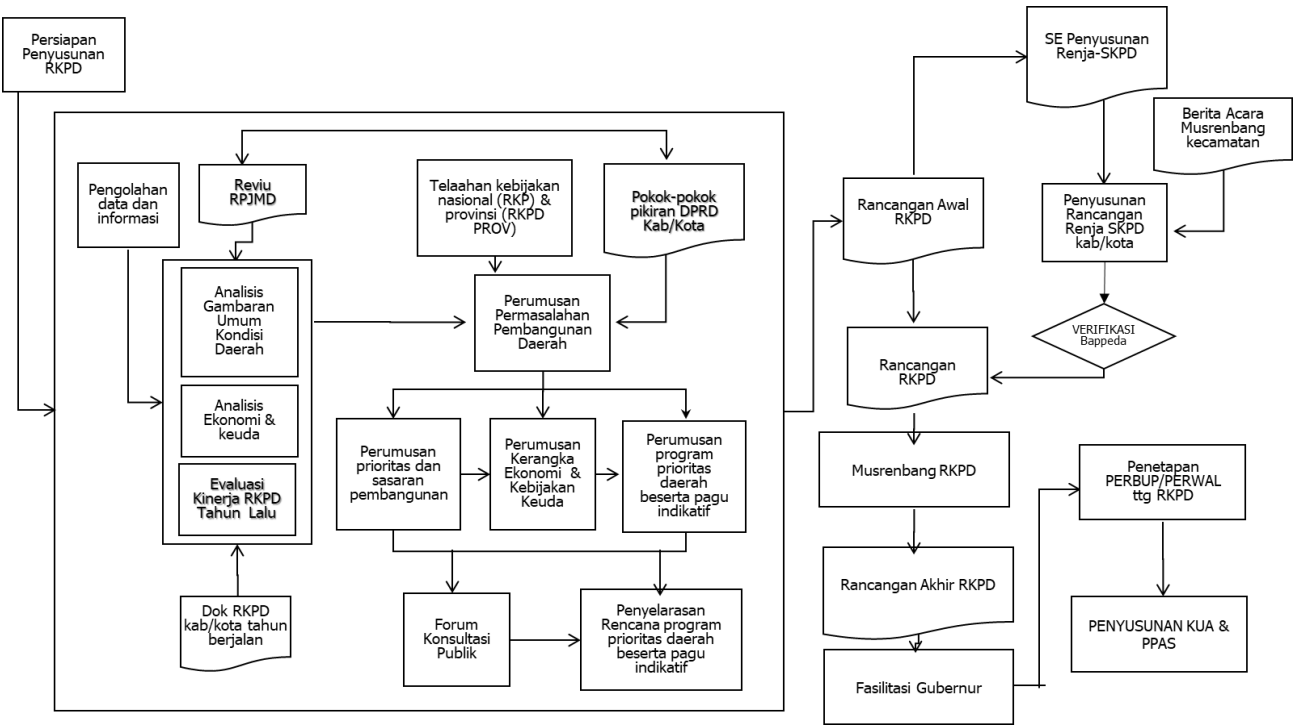 Persiapan
Penyusunan
RKPD
Pengolahan
data dan
informasi
Reviu
RPJMD
Telaahan kebijakan
nasional (RKP) &
provinsi (RKPD
PROV)
Pokok-pokok
pikiran DPRD
Kab/Kota
Analisis
Gambaran
Umum
Kondisi
Daerah
Analisis
Ekonomi &
keuda
Evaluasi
Kinerja RKPD
Tahun Lalu
Dok RKPD
kab/kota tahun
berjalan
Perumusan
Permasalahan
Pembangunan
Daerah
Perumusan
prioritas dan
sasaran
pembangunan
Perumusan
Kerangka
Ekonomi &
Kebijakan
Keuda
Perumusan
program
prioritas
daerah
beserta pagu
indikatif
Forum
Konsultasi
Publik
Penyelarasan
Rencana program
prioritas daerah
beserta pagu
indikatif
Rancangan Awal
RKPD
SE Penyusunan
Renja-SKPD
Berita Acara
Musrenbang
kecamatan
Penyusunan
Rancangan
Renja SKPD
kab/kota
VERIFIKASI
Bappeda
Rancangan
RKPD
Musrenbang RKPD
Rancangan Akhir RKPD
Fasilitasi Gubernur
Penetapan
PERBUP/PERWAL
ttg RKPD
PENYUSUNAN KUA &
PPAS